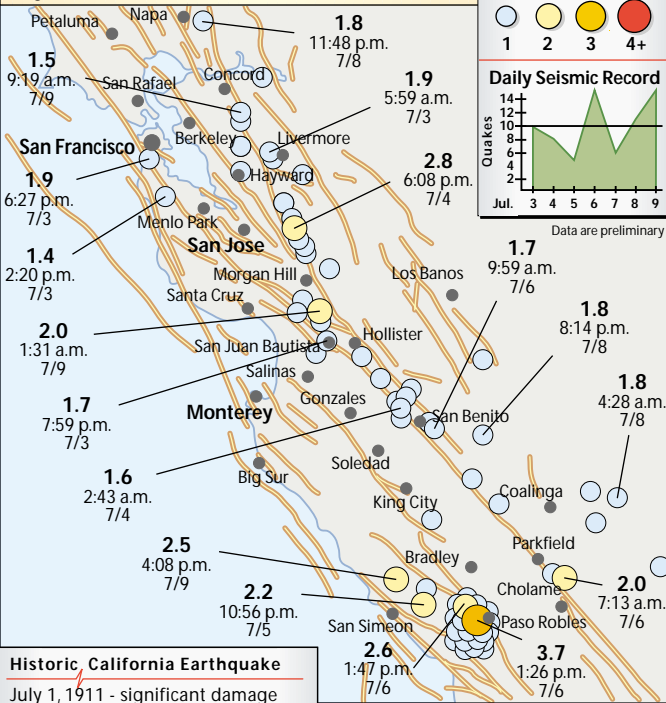 Petaluma
Napa
1.8
11:48 p.m.
7/8
1
2
3
4+
1.5
9:19 a.m.
7/9
San Rafael
Concord
1.9
5:59 a.m.
7/3
Daily Seismic Record
Quakes
14
12
10
8
6
4
2
Jul.
3
4
5
6
7
8
9
Data are preliminary
San Francisco
Berkeley
Livermore
Hayward
2.8
6:08 p.m.
7/4
1.9
6:27 p.m.
7/3
Menlo Park
San Jose
1.4
2:20 p.m.
7/3
Morgan Hill
Santa Cruz
Los Banos
1.7
9:59 a.m.
7/6
2.0
1:31 a.m.
7/9
San Juan Bautista
Hollister
1.8
8:14 p.m.
7/8
Salinas
1.7
7:59 p.m.
7/3
Monterey
Gonzales
San Benito
1.8
4:28 a.m.
7/8
1.6
2:43 a.m.
7/4
Big Sur
Soledad
King City
Coalinga
2.5
4:08 p.m.
7/9
Bradley
Parkfield
2.2
10:56 p.m.
7/5
Cholame
2.0
7:13 a.m.
7/6
San Simeon
Paso Robles
2.6
1:47 p.m.
7/6
3.7
1:26 p.m.
7/6
Historic California Earthquake
July 1, 1911 - significant damage